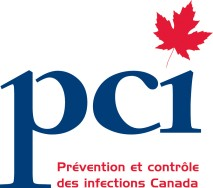 pci
Prévention et contrôle
des infections Canada